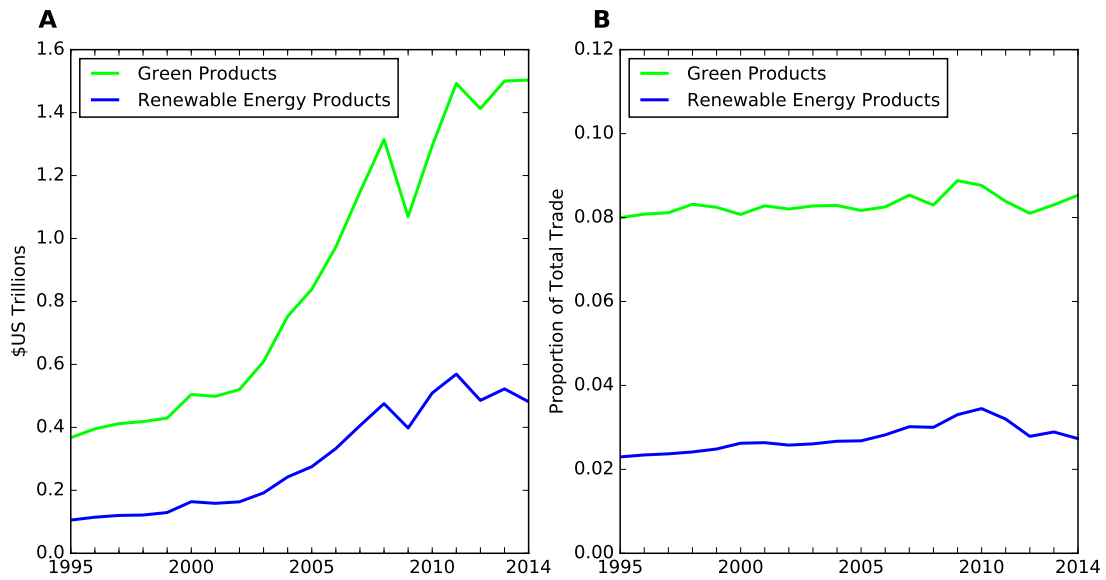 A
$US Trillions
1.6
1.4
1.2
1.0
0.8
0.6
0.4
0.2
0.0
Green Products
Renewable Energy Products
1995 2000 2005 2010 2014
B
Proportion of Total Trade
0.12
0.10
0.08
0.06
0.04
0.02
0.00
Green Products
Renewable Energy Products
1995 2000 2005 2010 2014